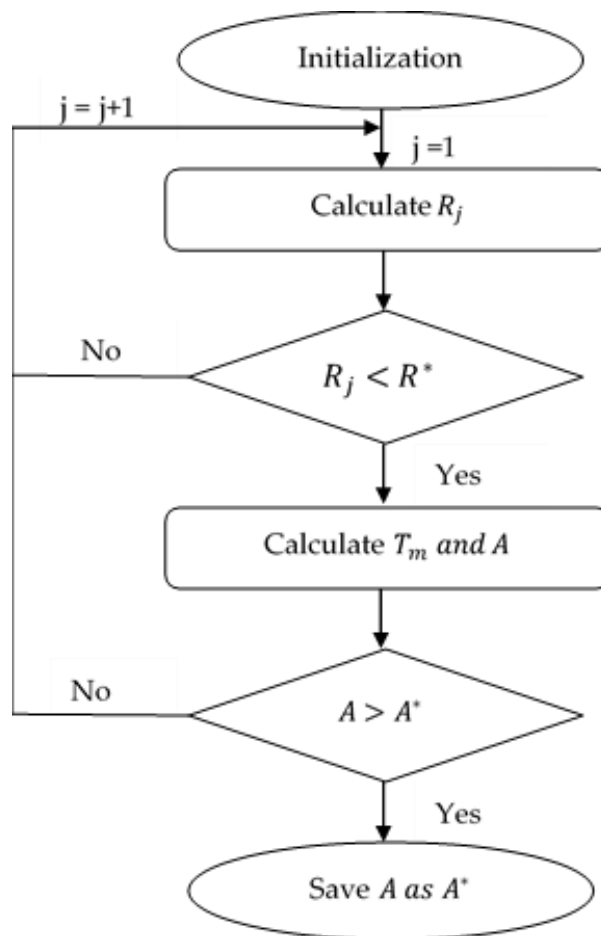 Initialization
j = j+1
j =1
Calculate R_j
No
R_j < R*
Yes
Calculate T_m and A
No
A > A*
Yes
Save A as A*